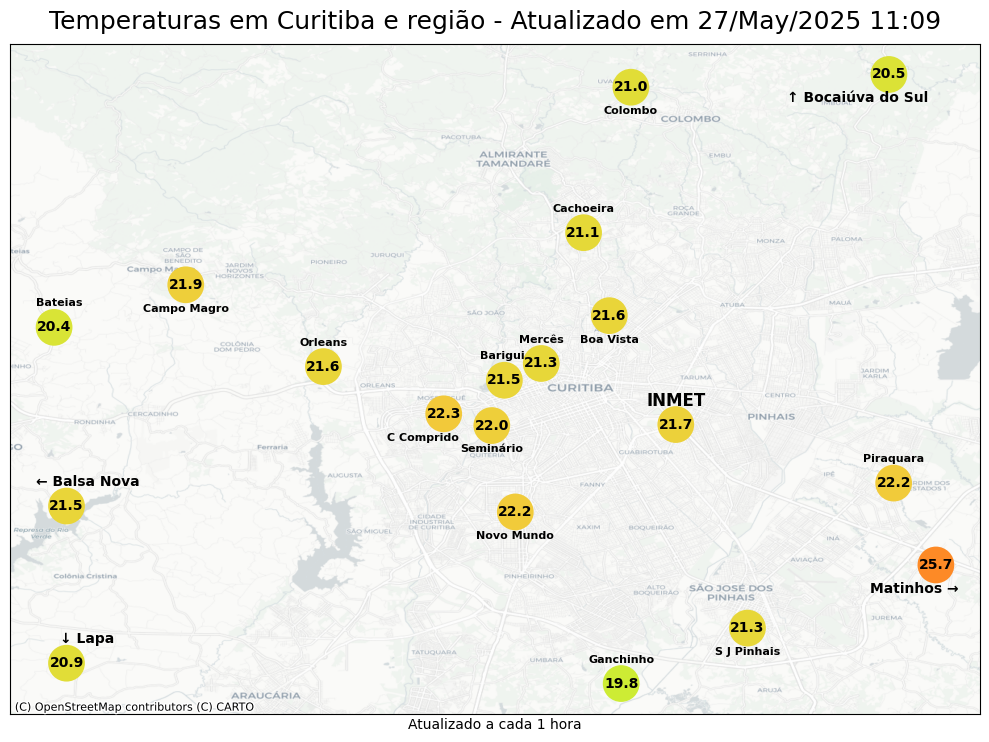 Temperaturas em Curitiba e região - Atualizado em 27/May/2025 11:09
SERRINHA
20.5
21.0
↑ Bocaiúva do Sul
Colombo
COLOMBO
PACOTUBA
ALMIRANTE
TAMANDARÉ
EMBU
Cachoeira
ROÇA
GRANDE
21.1
MONZA
PALOMA
CAMPO DE
SÃO
BENEDITO
JURUQUI
PIONEIRO
JARDIM
NOVOS
HORIZONTES
21.9
Campo Magro
Bateias
20.4
ATUBA
MAUÁ
SÃO JOÃO
21.6
Boa Vista
COLÔNIA
DOM PEDRO
Orleans
21.6
Mercês
21.3
Barigui
21.5
ORLEANS
CURITIBA
TARUMÃ
JARDIM
KARLA
CENTRO
INMET
21.7
PINHAIS
CERCADINHO
RONDINHA
22.3
C Comprido
22.0
Seminário
Ferraria
GUABIROTUBA
Piraquara
22.2
IPÊ
AUGUSTA
FANNY
← Balsa Nova
21.5
22.2
Novo Mundo
CIDADE
INDUSTRIAL
DE CURITIBA
SÃO MIGUEL
XAXIM
BOQUEIRÃO
Represa do Rio
Verde
AVIAÇÃO
25.7
Matinhos →
Colônia Cristina
PINHEIRINHO
ALTO
BOQUEIRÃO
SÃO JOSÉ DOS
PINHAIS
JUREMA
21.3
S J Pinhais
↓ Lapa
20.9
TATUQUARA
UMBARÁ
Ganchinho
19.8
ARUJÁ
ARAUCÁRIA
(C) OpenStreetMap contributors (C) CARTO
Atualizado a cada 1 hora